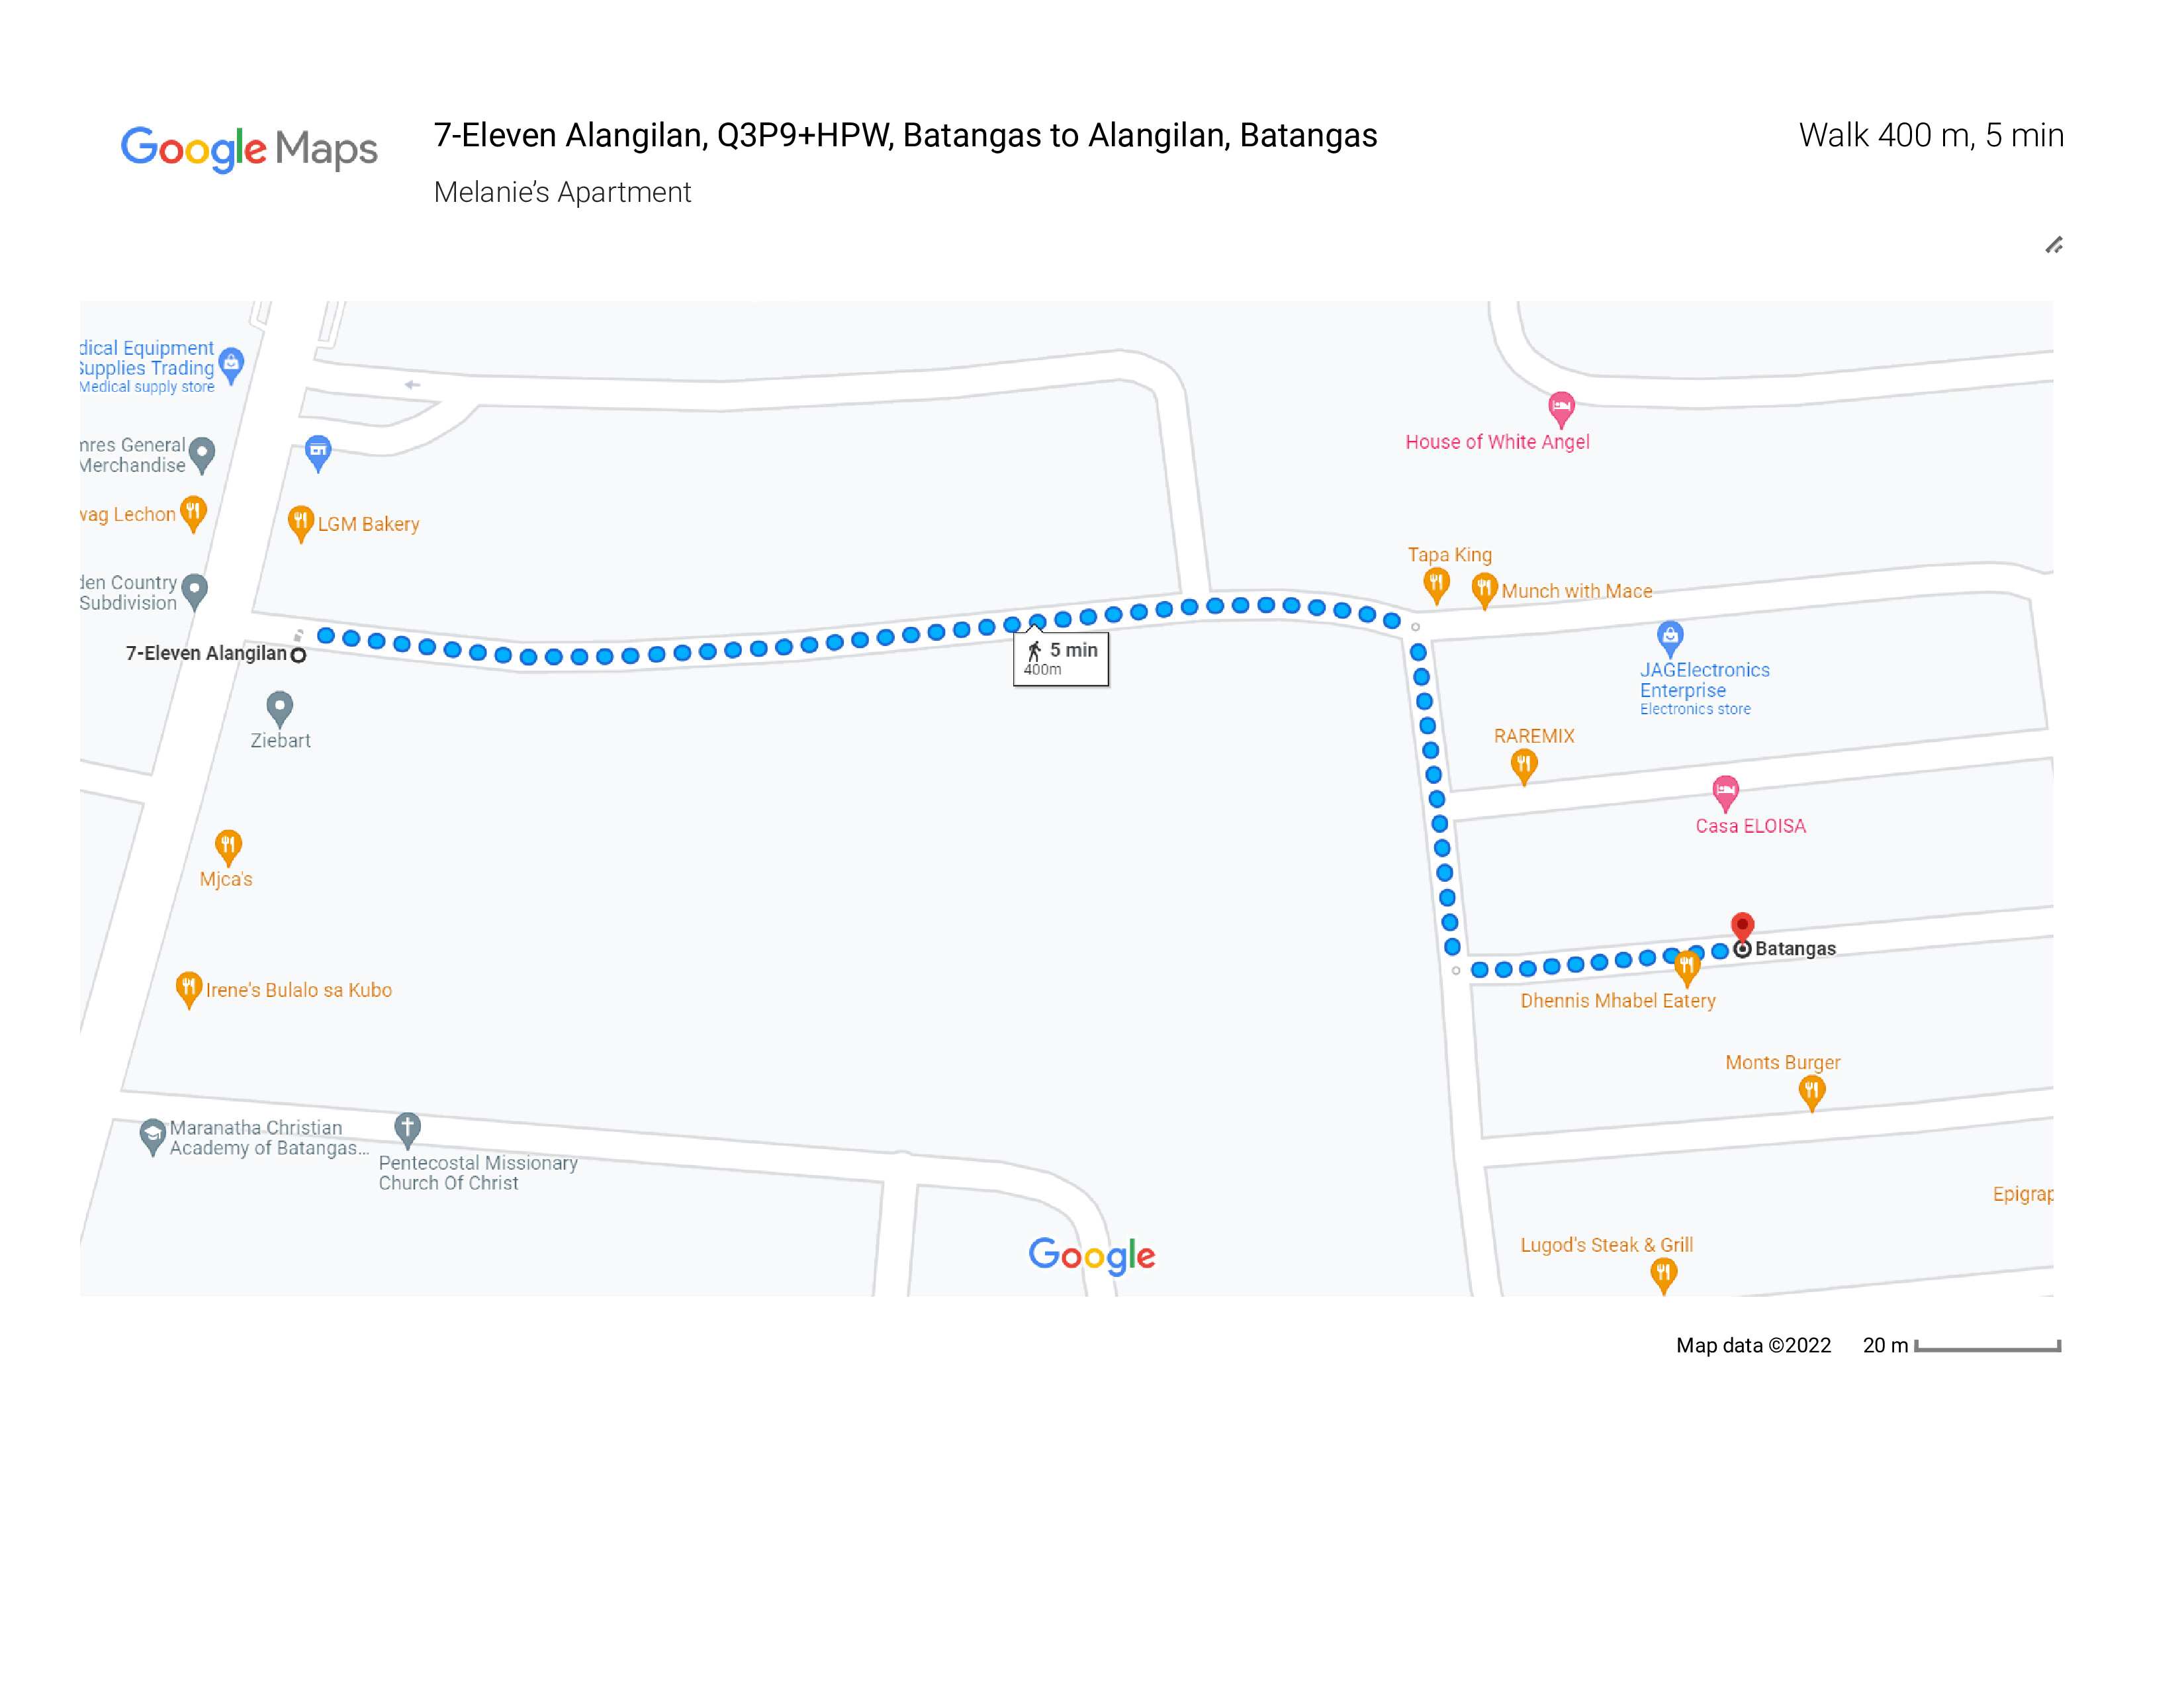 Google Maps
7-Eleven Alangilan, Q3P9+HPW, Batangas to Alangilan, Batangas
Walk 400 m, 5 min
Melanie’s Apartment
dical Equipment
Supplies Trading
Medical supply store
House of White Angel
mres General
Merchandise
wag Lechon
LGM Bakery
Tapa King
Munch with Mace
den Country
Subdivision
7-Eleven Alangilan
5 min
400m
JAGElectronics
Enterprise
Electronics store
Ziebart
RAREMIX
Casa ELOISA
Mjca's
Batangas
Irene's Bulalo sa Kubo
Dhennis Mhabel Eatery
Monts Burger
Maranatha Christian
Academy of Batangas...
Pentecostal Missionary
Church Of Christ
Epigrap
Lugod's Steak & Grill
Google
Map data ©2022
20 m